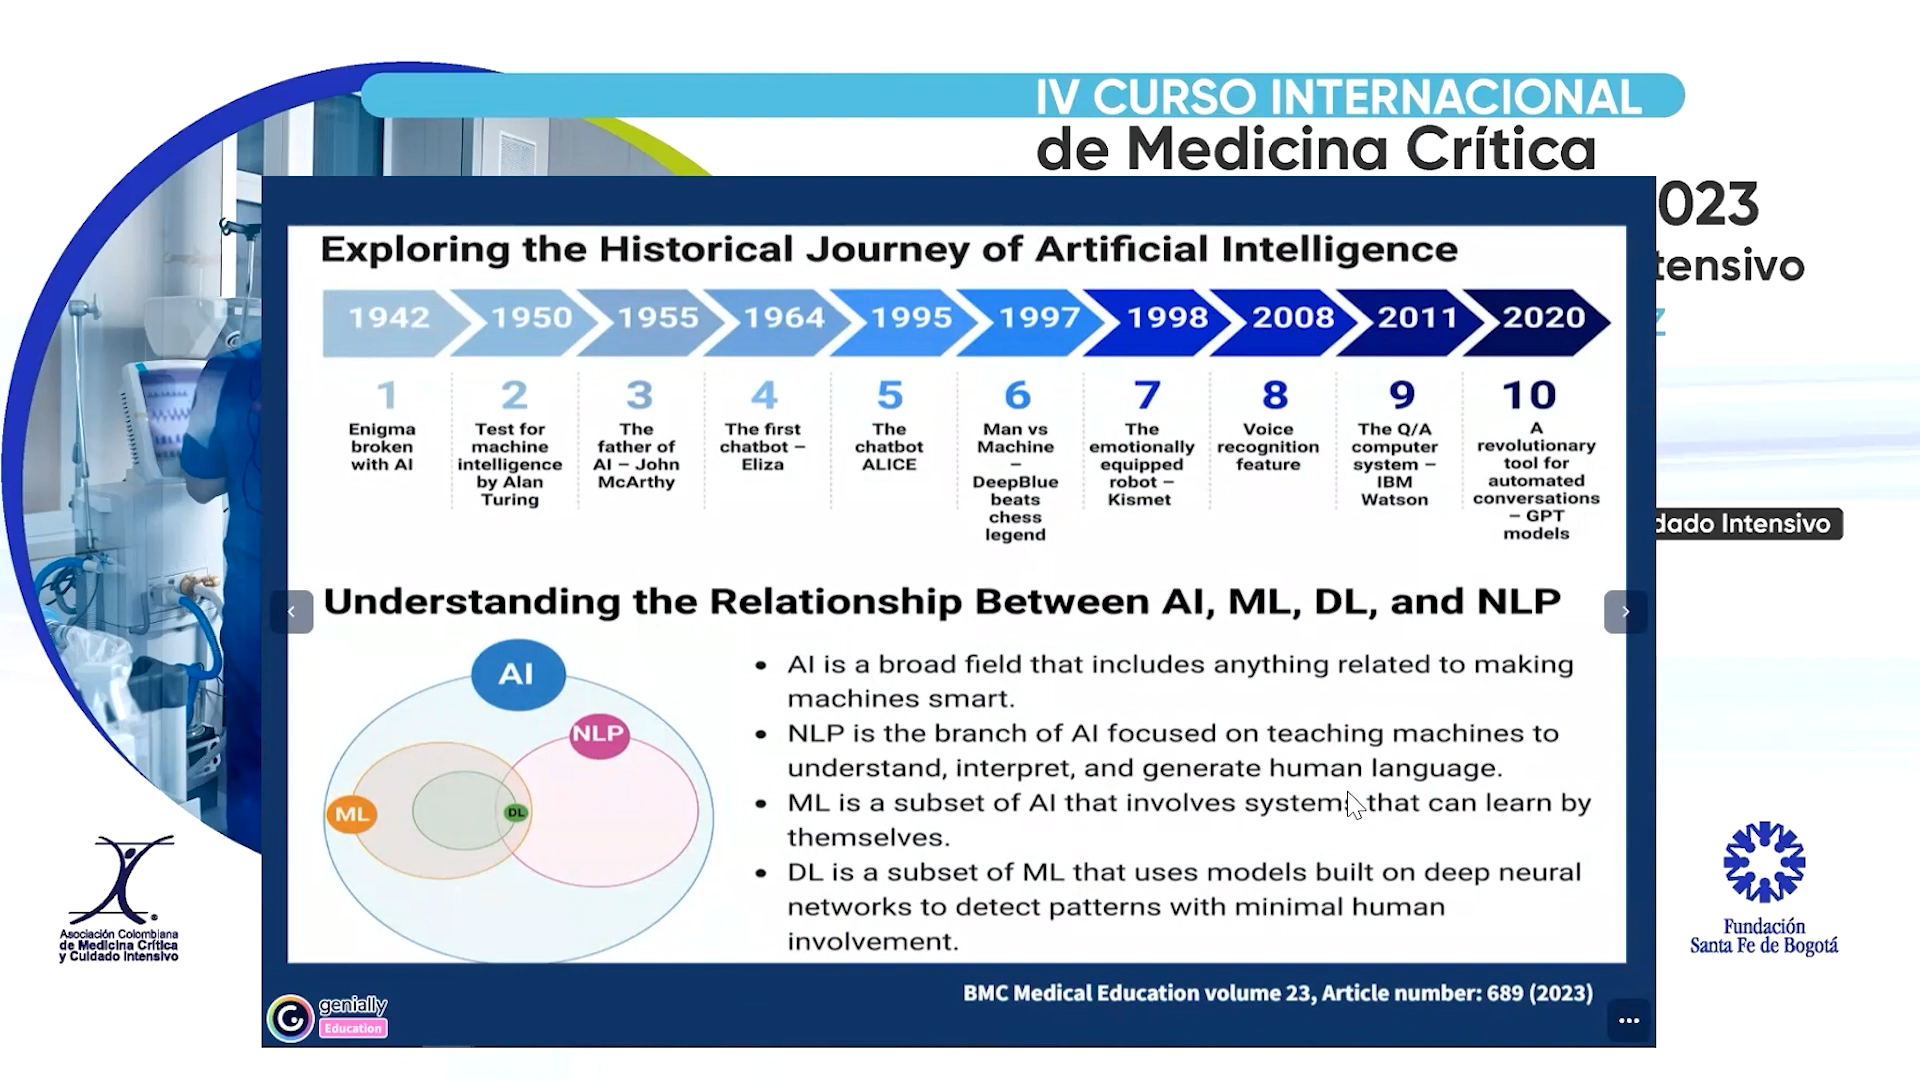 IV CURSO INTERNACIONAL
de Medicina Crítica
023
tensivo
z
dado Intensivo
Exploring the Historical Journey of Artificial Intelligence
1942 1950 1955 1964 1995 1997 1998 2008 2011 2020
1
Enigma
broken
with AI
2
Test for
machine
intelligence
by Alan
Turing
3
The
father of
AI – John
McArthy
4
The first
chatbot –
Eliza
5
The
chatbot
ALICE
6
Man vs
Machine
–
DeepBlue
beats
chess
legend
7
The
emotionally
equipped
robot –
Kismet
8
Voice
recognition
feature
9
The Q/A
computer
system –
IBM
Watson
10
A
revolutionary
tool for
automated
conversations
– GPT
models
Understanding the Relationship Between AI, ML, DL, and NLP
AI
NLP
ML
DL
• AI is a broad field that includes anything related to making
machines smart.
• NLP is the branch of AI focused on teaching machines to
understand, interpret, and generate human language.
• ML is a subset of AI that involves systems that can learn by
themselves.
• DL is a subset of ML that uses models built on deep neural
networks to detect patterns with minimal human
involvement.
BMC Medical Education volume 23, Article number: 689 (2023)
genially
Education
Asociación Colombiana
de Medicina Crítica
y Cuidado Intensivo
Fundación
Santa Fe de Bogotá